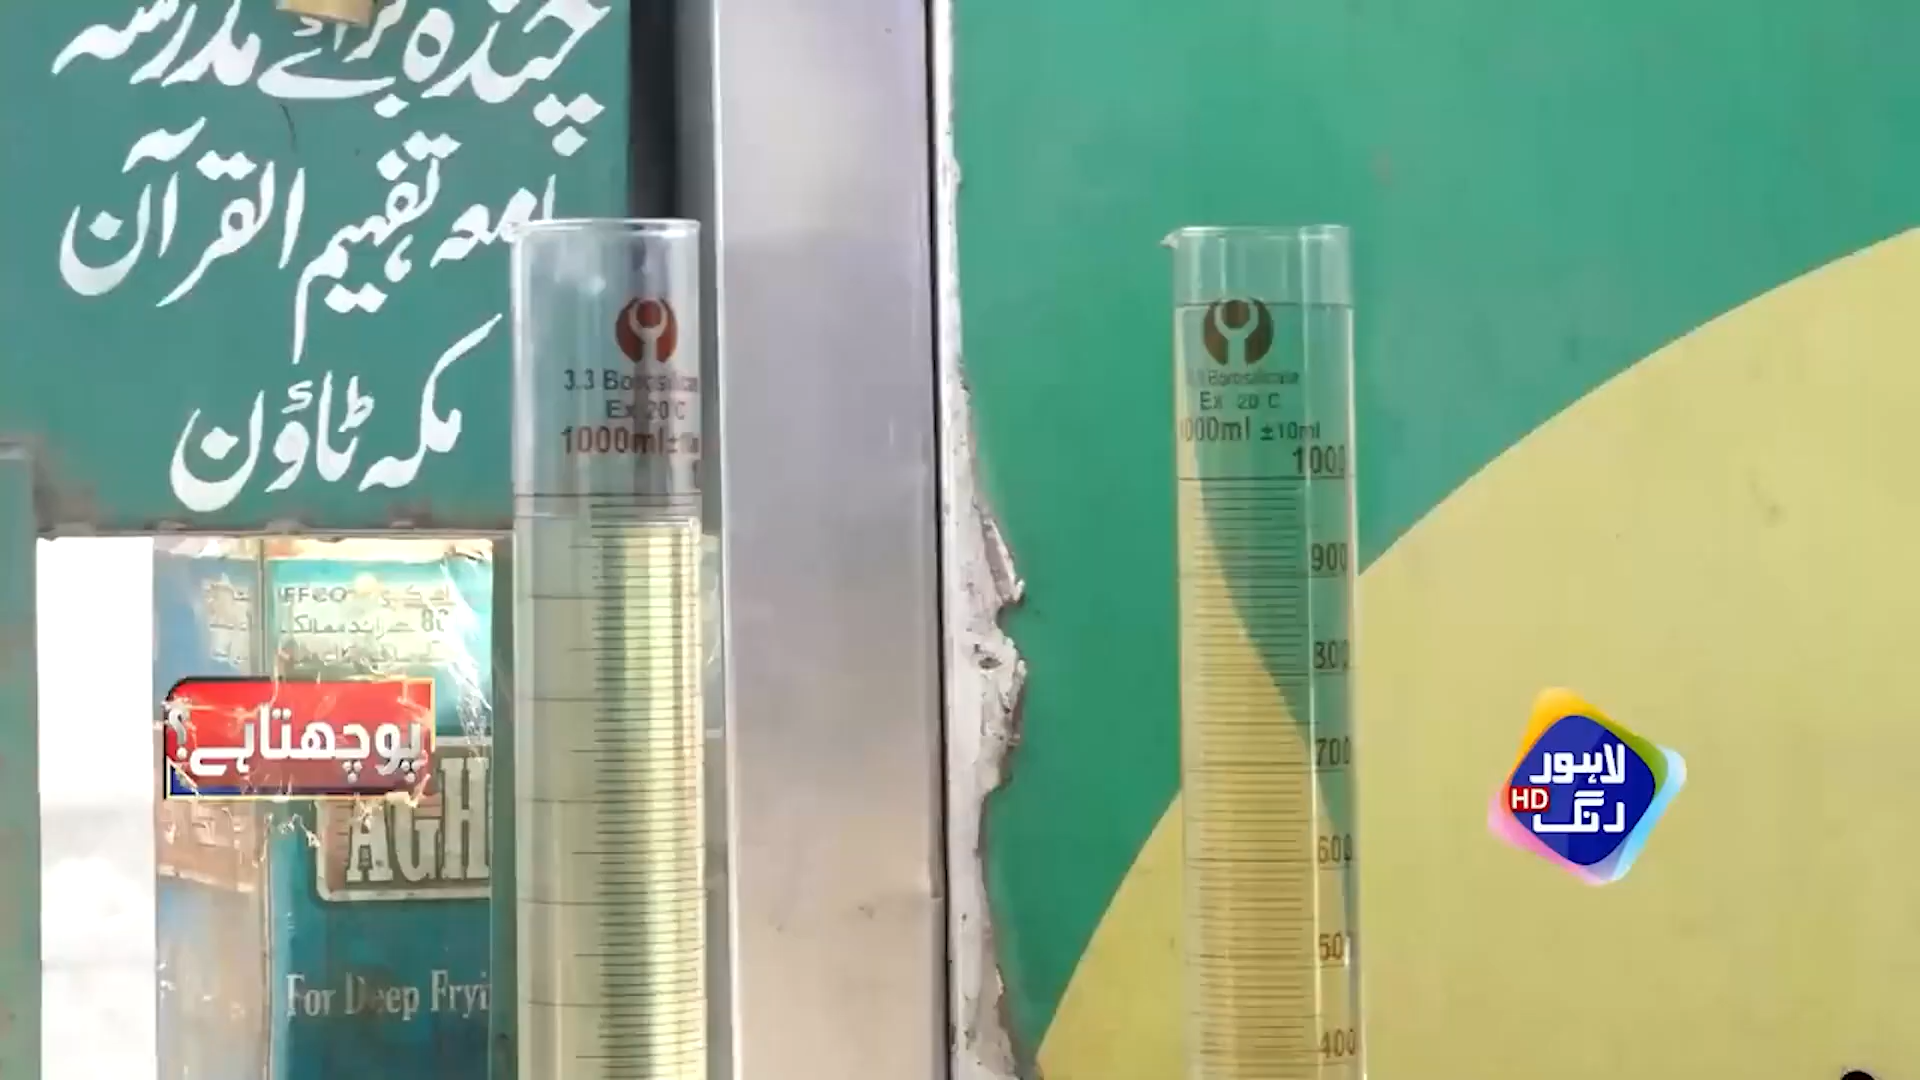 چندہ برائے مدرسہ
جامعہ تفہیم القرآن
مکہ ٹاؤن
3.3 Borosilicate
Ex 20 C
1000ml
3.3 Borosilicate
Ex 20 C
1000ml ±10ml
1000
900
800
700
600
500
400
پوچھتا ہے؟
AGH
For Deep Fryi
لاہور
رنگ HD